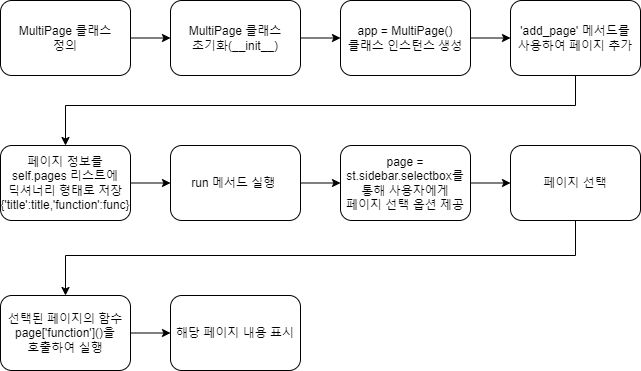 MultiPage 클래스
정의
MultiPage 클래스
초기화(__init__)
app = MultiPage()
클래스 인스턴스 생성
'add_page' 메서드를
사용하여 페이지 추가
페이지 정보를
self.pages 리스트에
딕셔너리 형태로 저장
{'title':title,'function':func}
run 메서드 실행
page =
st.sidebar.selectbox를
통해 사용자에게
페이지 선택 옵션 제공
페이지 선택
선택된 페이지의 함수
page['function']()을
호출하여 실행
해당 페이지 내용 표시